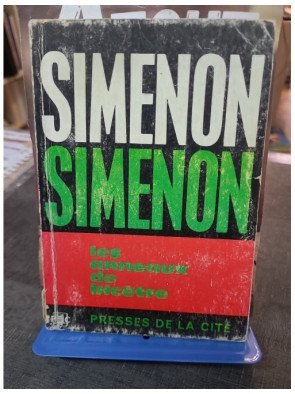 SIMENON
SIMENON
les
anneaux
de
bicêtre
PRESSES DE LA CITÉ